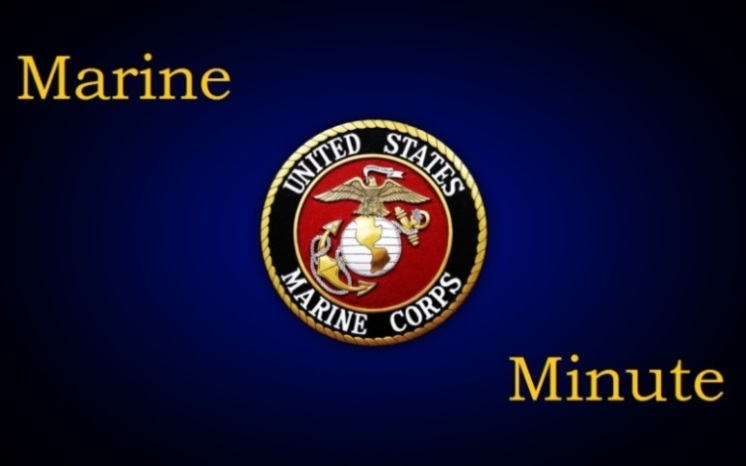 Marine
UNITED STATES
MARINE CORPS
Minute